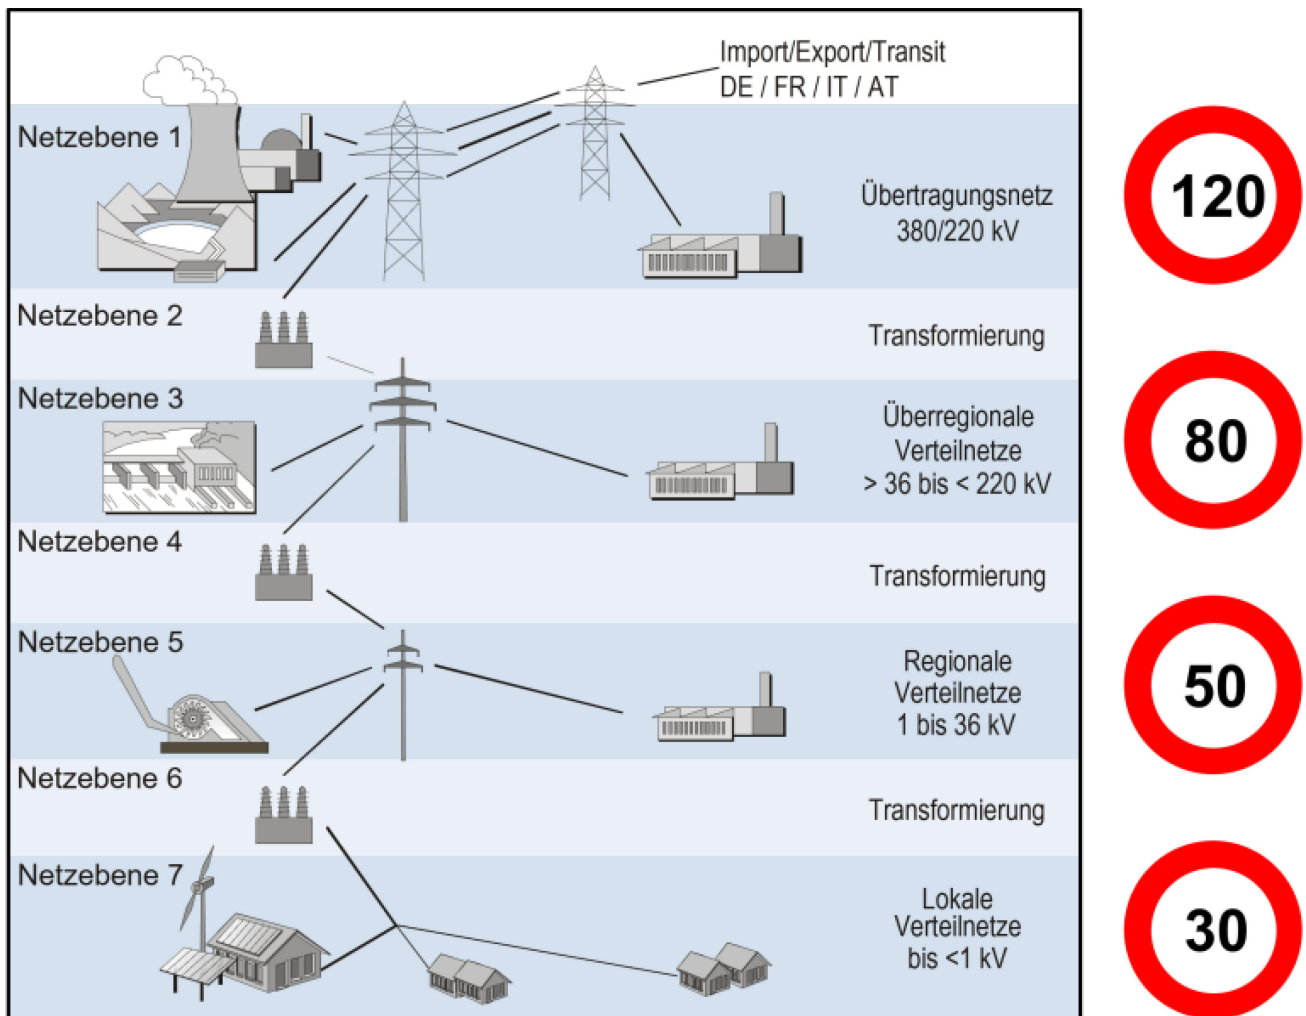 Import/Export/Transit
DE / FR / IT / AT
Netzebene 1
Übertragungsnetz
380/220 kV
120
Netzebene 2
Transformierung
Netzebene 3
Überregionale
Verteilnetze
> 36 bis < 220 kV
80
Netzebene 4
Transformierung
Netzebene 5
Regionale
Verteilnetze
1 bis 36 kV
50
Netzebene 6
Transformierung
Netzebene 7
Lokale
Verteilnetze
bis <1 kV
30